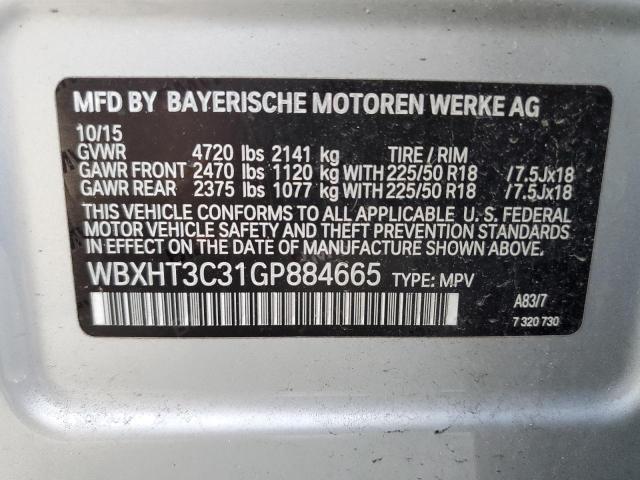 MFD BY BAYERISCHE MOTOREN WERKE AG
10/15
GVWR 4720 lbs 2141 kg TIRE / RIM
GAWR FRONT 2470 lbs 1120 kg WITH 225/50 R18 /7.5Jx18
GAWR REAR 2375 lbs 1077 kg WITH 225/50 R18 /7.5Jx18
THIS VEHICLE CONFORMS TO ALL APPLICABLE U. S. FEDERAL
MOTOR VEHICLE SAFETY AND THEFT PREVENTION STANDARDS
IN EFFECT ON THE DATE OF MANUFACTURE SHOWN ABOVE.
WBXHT3C31GP884665 TYPE: MPV
A83/7
7 320 730